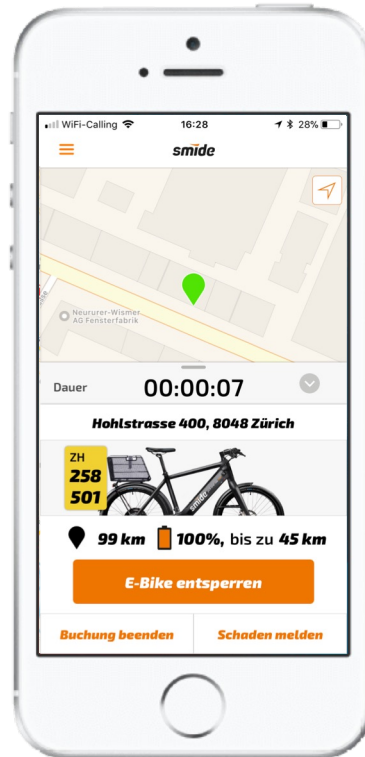 WiFi-Calling 16:28 28%
smide
Neururer-Wismer
AG Fensterfabrik
Dauer 00:00:07
Hohlstrasse 400, 8048 Zürich
ZH
258
501
smide
99 km 100%, bis zu 45 km
E-Bike entsperren
Buchung beenden Schaden melden